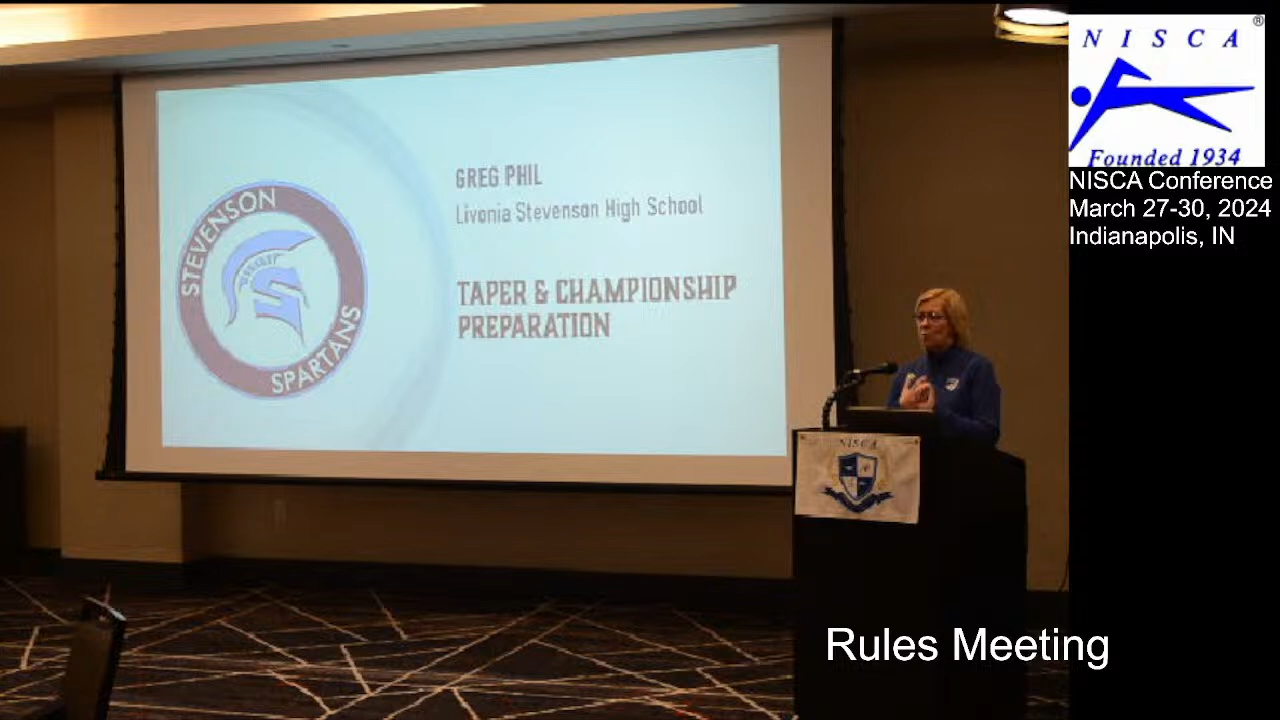 STEVENSON
SPARTANS
GREG PHIL
Livonia Stevenson High School
TAPER & CHAMPIONSHIP
PREPARATION
NISCA
Founded 1934
®
NISCA Conference
March 27-30, 2024
Indianapolis, IN
NISCA
Rules Meeting